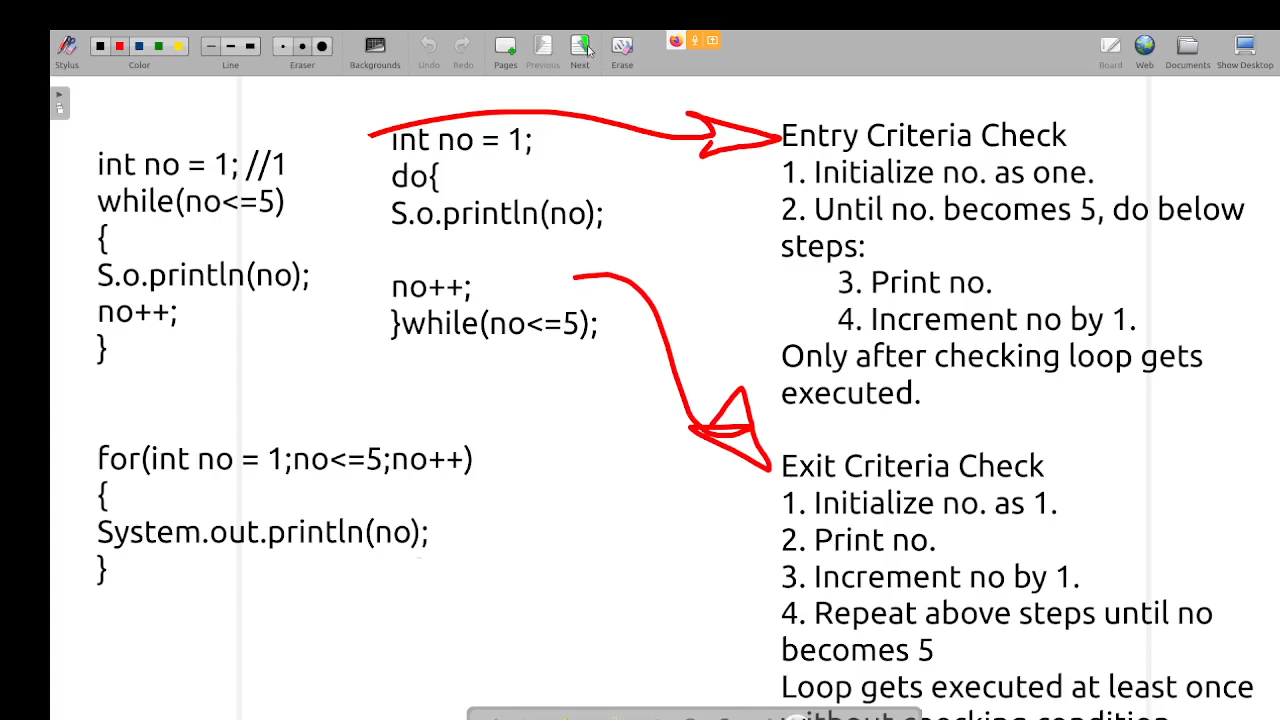 Stylus
Color
Line
Eraser
Backgrounds
Undo
Redo
Pages
Previous
Next
Erase
Board
Web
Documents
Show Desktop
int no = 1; //1
while(no<=5)
{
S.o.println(no);
no++;
}
for(int no = 1;no<=5;no++)
{
System.out.println(no);
}
int no = 1;
do{
S.o.println(no);
no++;
}while(no<=5);
Entry Criteria Check
1. Initialize no. as one.
2. Until no. becomes 5, do below
steps:
3. Print no.
4. Increment no by 1.
Only after checking loop gets
executed.
Exit Criteria Check
1. Initialize no. as 1.
2. Print no.
3. Increment no by 1.
4. Repeat above steps until no
becomes 5
Loop gets executed at least once
without checking condition